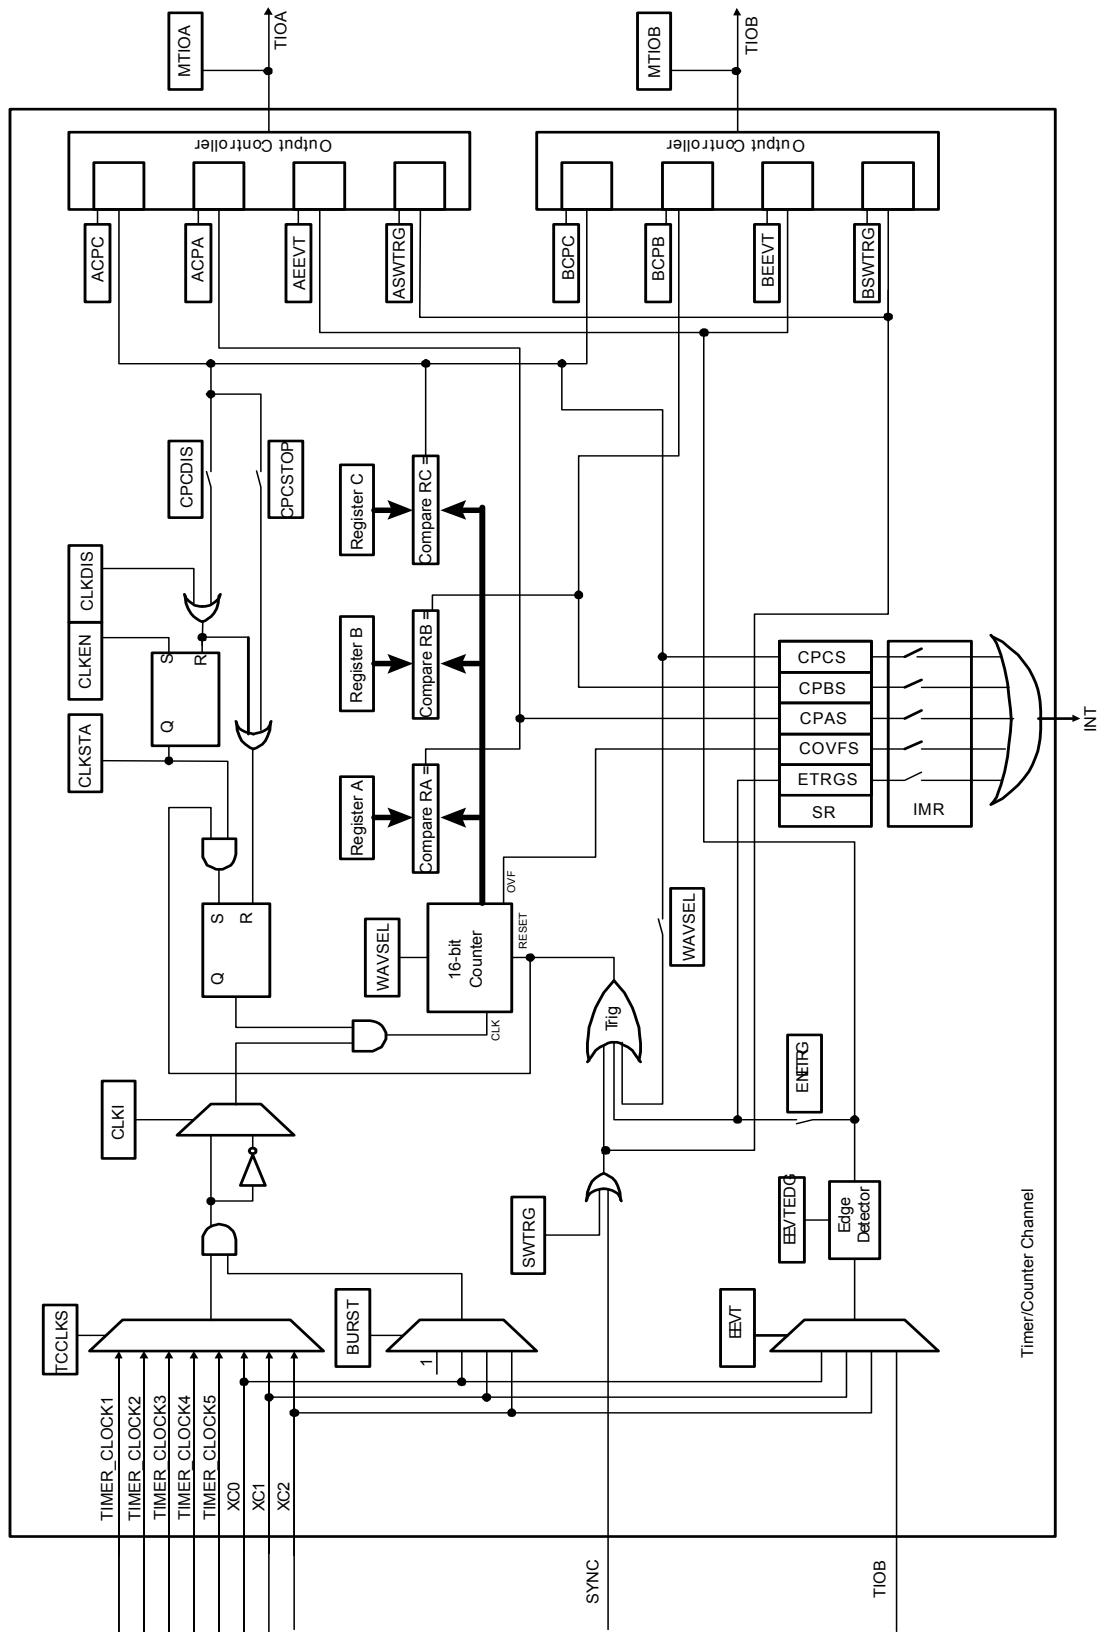 TCCLKS
TIMER_CLOCK1
TIMER_CLOCK2
TIMER_CLOCK3
TIMER_CLOCK4
TIMER_CLOCK5
XC0
XC1
XC2
CLKI
BURST
1
CLKSTA
CLKEN
CLKDIS
Q
S
R
Q
S
R
CPCDIS
CPCSTOP
ACPC
ACPA
AEEVT
ASWTRG
Output Controller
MTIOA
TIOA
WAVSEL
16-bit
Counter
CLK
RESET
OVF
Register A
Register B
Register C
Compare RA =
Compare RB =
Compare RC =
SYNC
SWTRG
Trig
WAVSEL
BCPC
BCPB
BEEVT
BSWTRG
Output Controller
MTIOB
TIOB
TIOB
EEVT
EEVTEDG
Edge
Detector
ENETRG
CPCS
CPBS
CPAS
COVFS
ETRGS
SR
IMR
INT
Timer/Counter Channel